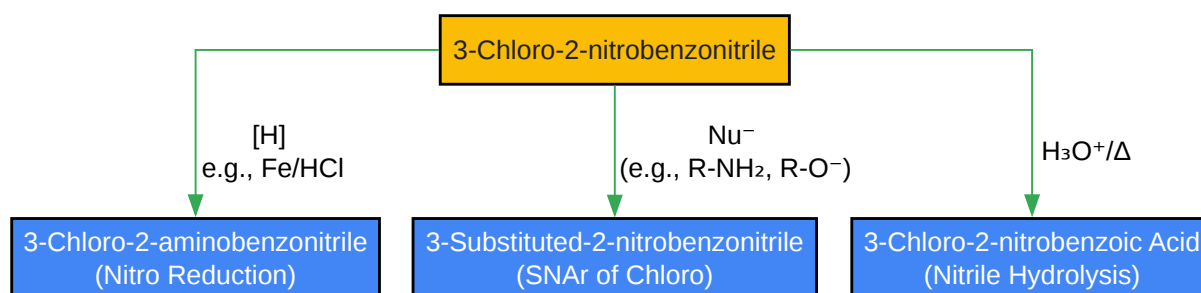 3-Chloro-2-nitrobenzonitrile
[H]
e.g., Fe/HCl
Nu⁻
(e.g., R-NH₂, R-O⁻)
H₃O⁺/Δ
3-Chloro-2-aminobenzonitrile
(Nitro Reduction)
3-Substituted-2-nitrobenzonitrile
(SNAr of Chloro)
3-Chloro-2-nitrobenzoic Acid
(Nitrile Hydrolysis)